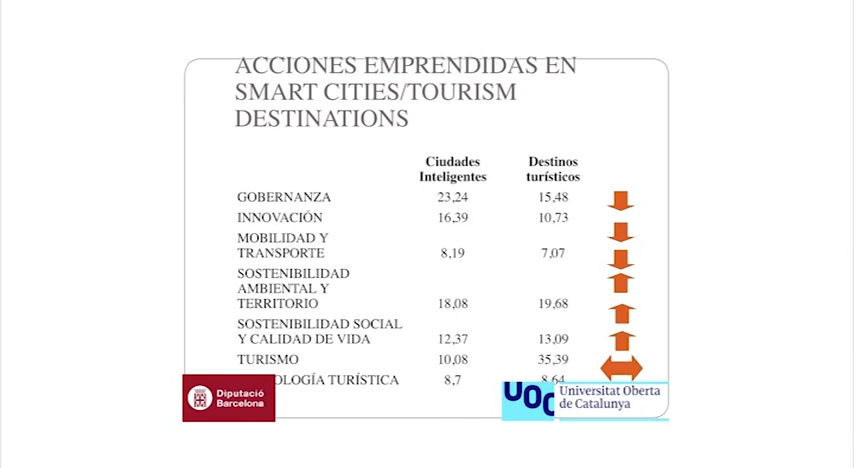 ACCIONES EMPRENDIDAS EN
SMART CITIES/TOURISM
DESTINATIONS
Ciudades Inteligentes Destinos turísticos
GOBERNANZA 23,24 15,48
INNOVACIÓN 16,39 10,73
MOBILIDAD Y
TRANSPORTE 8,19 7,07
SOSTENIBILIDAD
AMBIENTAL Y
TERRITORIO 18,08 19,68
SOSTENIBILIDAD SOCIAL
Y CALIDAD DE VIDA 12,37 13,09
TURISMO 10,08 35,39
OLOGÍA TURÍSTICA 8,7 8,64
Diputació
Barcelona
UOC
Universitat Oberta
de Catalunya